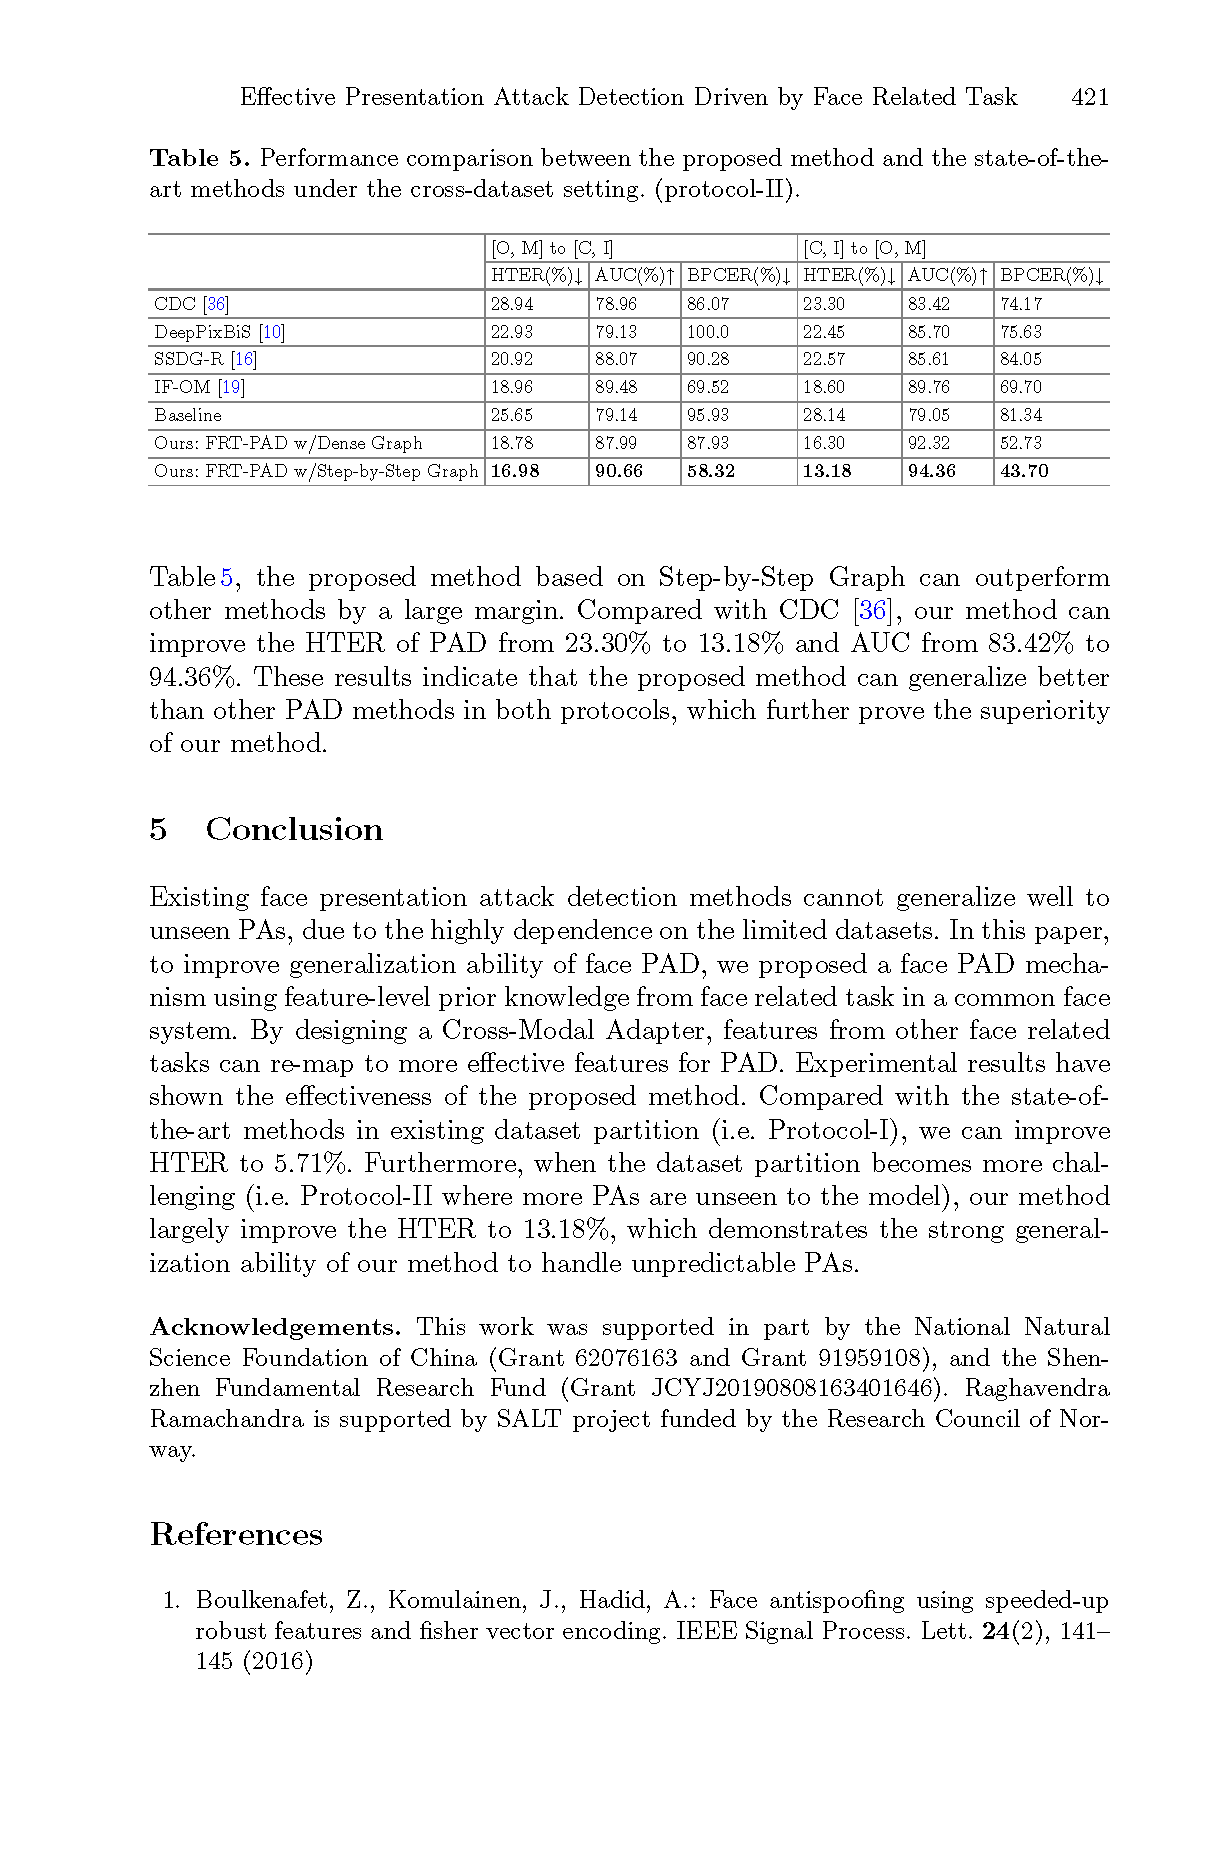 Effective Presentation Attack Detection Driven by Face Related Task 421
Table 5. Performance comparison between the proposed method and the state-of-the-
art methods under the cross-dataset setting. (protocol-II).
[O, M] to [C, I] [C, I] to [O, M]
HTER(%)↓ AUC(%)↑ BPCER(%)↓ HTER(%)↓ AUC(%)↑ BPCER(%)↓
CDC [36] 28.94 78.96 86.07 23.30 83.42 74.17
DeepPixBiS [10] 22.93 79.13 100.0 22.45 85.70 75.63
SSDG-R [16] 20.92 88.07 90.28 22.57 85.61 84.05
IF-OM [19] 18.96 89.48 69.52 18.60 89.76 69.70
Baseline 25.65 79.14 95.93 28.14 79.05 81.34
Ours: FRT-PAD w/Dense Graph 18.78 87.99 87.93 16.30 92.32 52.73
Ours: FRT-PAD w/Step-by-Step Graph 16.98 90.66 58.32 13.18 94.36 43.70
Table 5, the proposed method based on Step-by-Step Graph can outperform
other methods by a large margin. Compared with CDC [36], our method can
improve the HTER of PAD from 23.30% to 13.18% and AUC from 83.42% to
94.36%. These results indicate that the proposed method can generalize better
than other PAD methods in both protocols, which further prove the superiority
of our method.
5 Conclusion
Existing face presentation attack detection methods cannot generalize well to
unseen PAs, due to the highly dependence on the limited datasets. In this paper,
to improve generalization ability of face PAD, we proposed a face PAD mecha-
nism using feature-level prior knowledge from face related task in a common face
system. By designing a Cross-Modal Adapter, features from other face related
tasks can re-map to more effective features for PAD. Experimental results have
shown the effectiveness of the proposed method. Compared with the state-of-
the-art methods in existing dataset partition (i.e. Protocol-I), we can improve
HTER to 5.71%. Furthermore, when the dataset partition becomes more chal-
lenging (i.e. Protocol-II where more PAs are unseen to the model), our method
largely improve the HTER to 13.18%, which demonstrates the strong general-
ization ability of our method to handle unpredictable PAs.
Acknowledgements. This work was supported in part by the National Natural
Science Foundation of China (Grant 62076163 and Grant 91959108), and the Shen-
zhen Fundamental Research Fund (Grant JCYJ20190808163401646). Raghavendra
Ramachandra is supported by SALT project funded by the Research Council of Nor-
way.
References
1. Boulkenafet, Z., Komulainen, J., Hadid, A.: Face antispoofing using speeded-up
robust features and fisher vector encoding. IEEE Signal Process. Lett. 24(2), 141–
145 (2016)